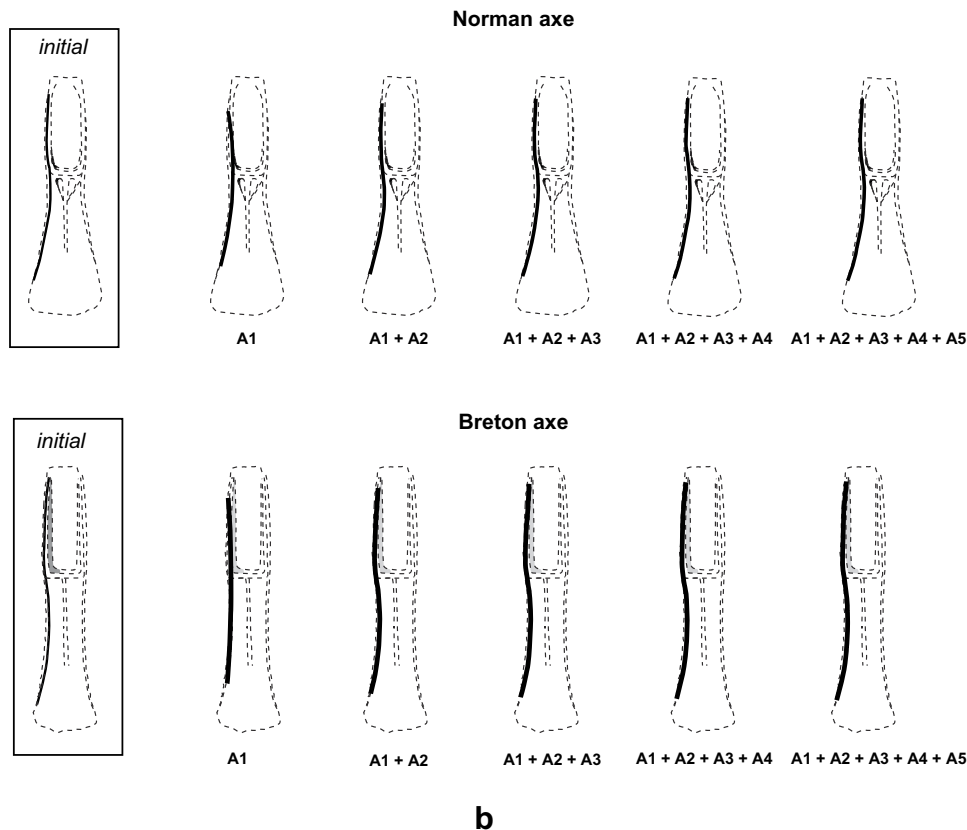 Norman axe
initial
A1
A1 + A2
A1 + A2 + A3
A1 + A2 + A3 + A4
A1 + A2 + A3 + A4 + A5
Breton axe
initial
A1
A1 + A2
A1 + A2 + A3
A1 + A2 + A3 + A4
A1 + A2 + A3 + A4 + A5
b